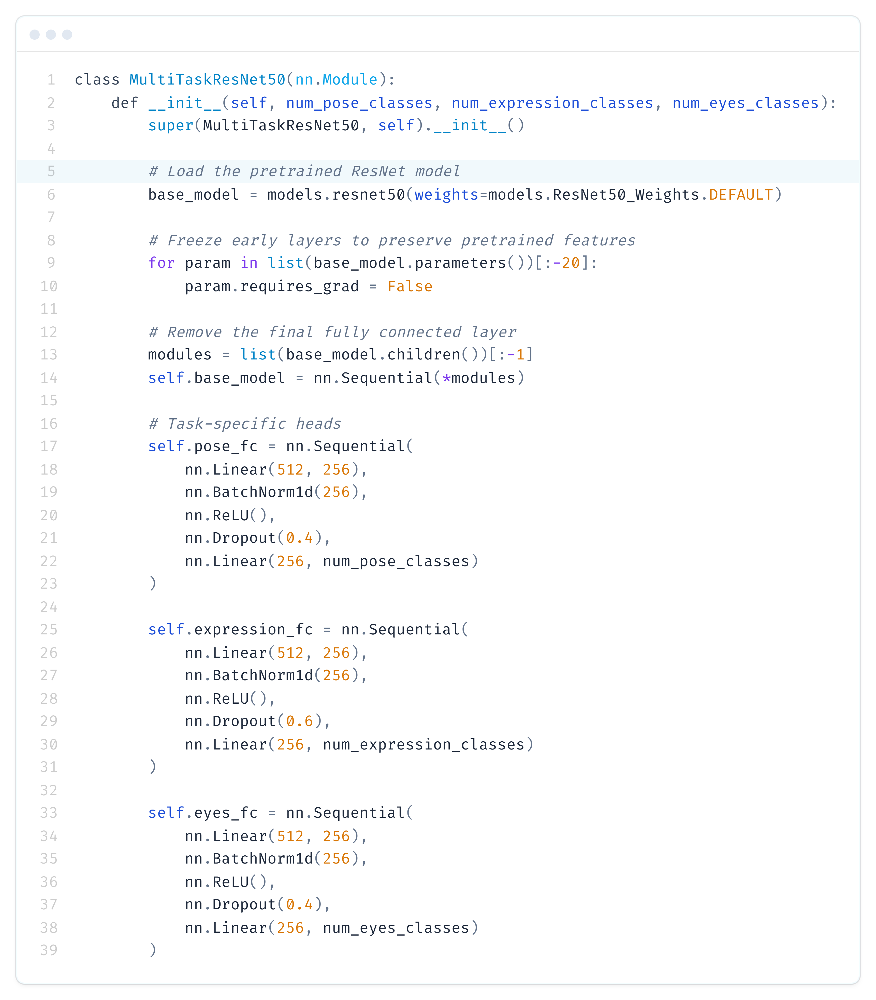 1 class MultiTaskResNet50(nn.Module):
2     def __init__(self, num_pose_classes, num_expression_classes, num_eyes_classes):
3         super(MultiTaskResNet50, self).__init__()
4
5         # Load the pretrained ResNet model
6         base_model = models.resnet50(weights=models.ResNet50_Weights.DEFAULT)
7
8         # Freeze early layers to preserve pretrained features
9         for param in list(base_model.parameters())[:-20]:
10             param.requires_grad = False
11
12         # Remove the final fully connected layer
13         modules = list(base_model.children())[:-1]
14         self.base_model = nn.Sequential(*modules)
15
16         # Task-specific heads
17         self.pose_fc = nn.Sequential(
18             nn.Linear(512, 256),
19             nn.BatchNorm1d(256),
20             nn.ReLU(),
21             nn.Dropout(0.4),
22             nn.Linear(256, num_pose_classes)
23         )
24
25         self.expression_fc = nn.Sequential(
26             nn.Linear(512, 256),
27             nn.BatchNorm1d(256),
28             nn.ReLU(),
29             nn.Dropout(0.6),
30             nn.Linear(256, num_expression_classes)
31         )
32
33         self.eyes_fc = nn.Sequential(
34             nn.Linear(512, 256),
35             nn.BatchNorm1d(256),
36             nn.ReLU(),
37             nn.Dropout(0.4),
38             nn.Linear(256, num_eyes_classes)
39         )